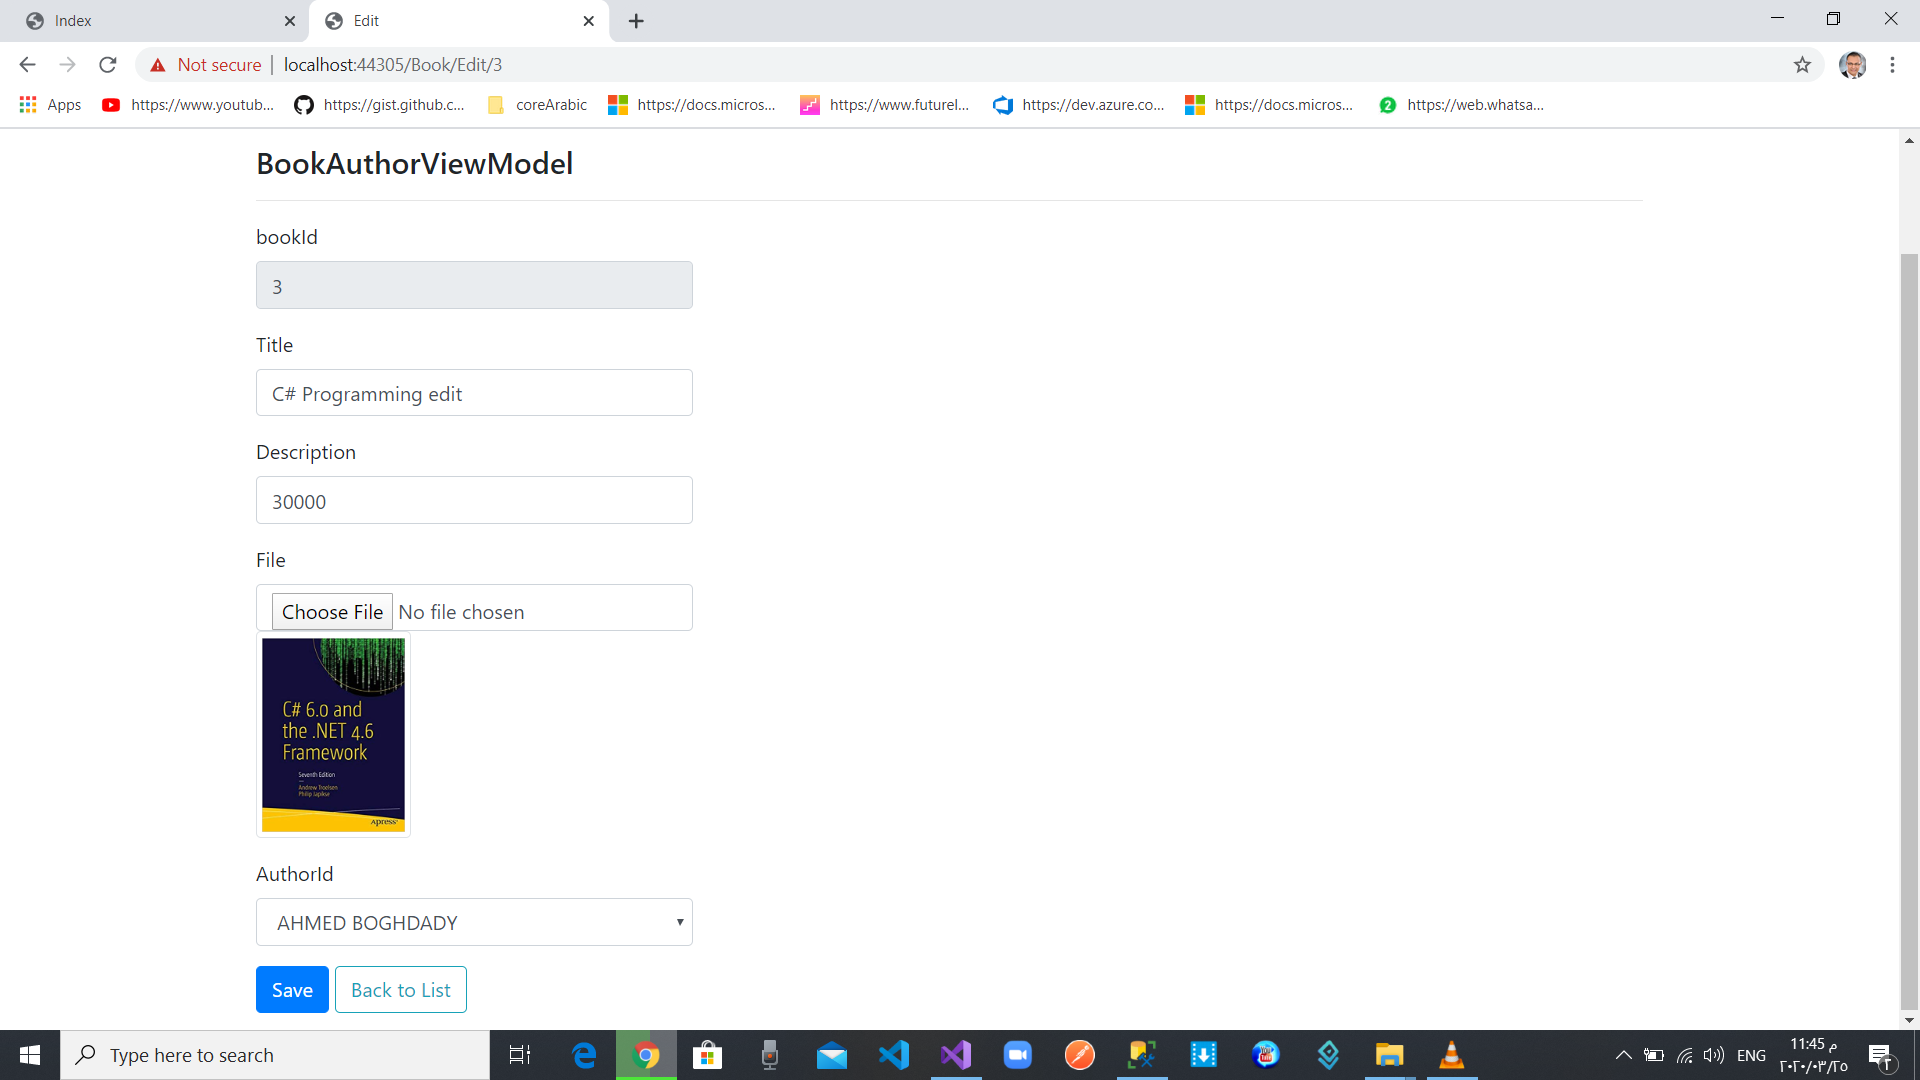 Index
Edit
Not secure
localhost:44305/Book/Edit/3
Apps
https://www.youtub...
https://gist.github.c...
coreArabic
https://docs.micros...
https://www.futurel...
https://dev.azure.co...
https://docs.micros...
2
https://web.whatsa...
BookAuthorViewModel
bookId
3
Title
C# Programming edit
Description
30000
File
Choose File No file chosen
C# 6.0 and
the .NET 4.6
Framework
Seventh Edition
Andrew Troelsen
Philip Japikse
Apress
AuthorId
AHMED BOGHDADY
Save
Back to List
Type here to search
ENG
11:45 م
٢٠٢٠/٠٣/٢٥
٢